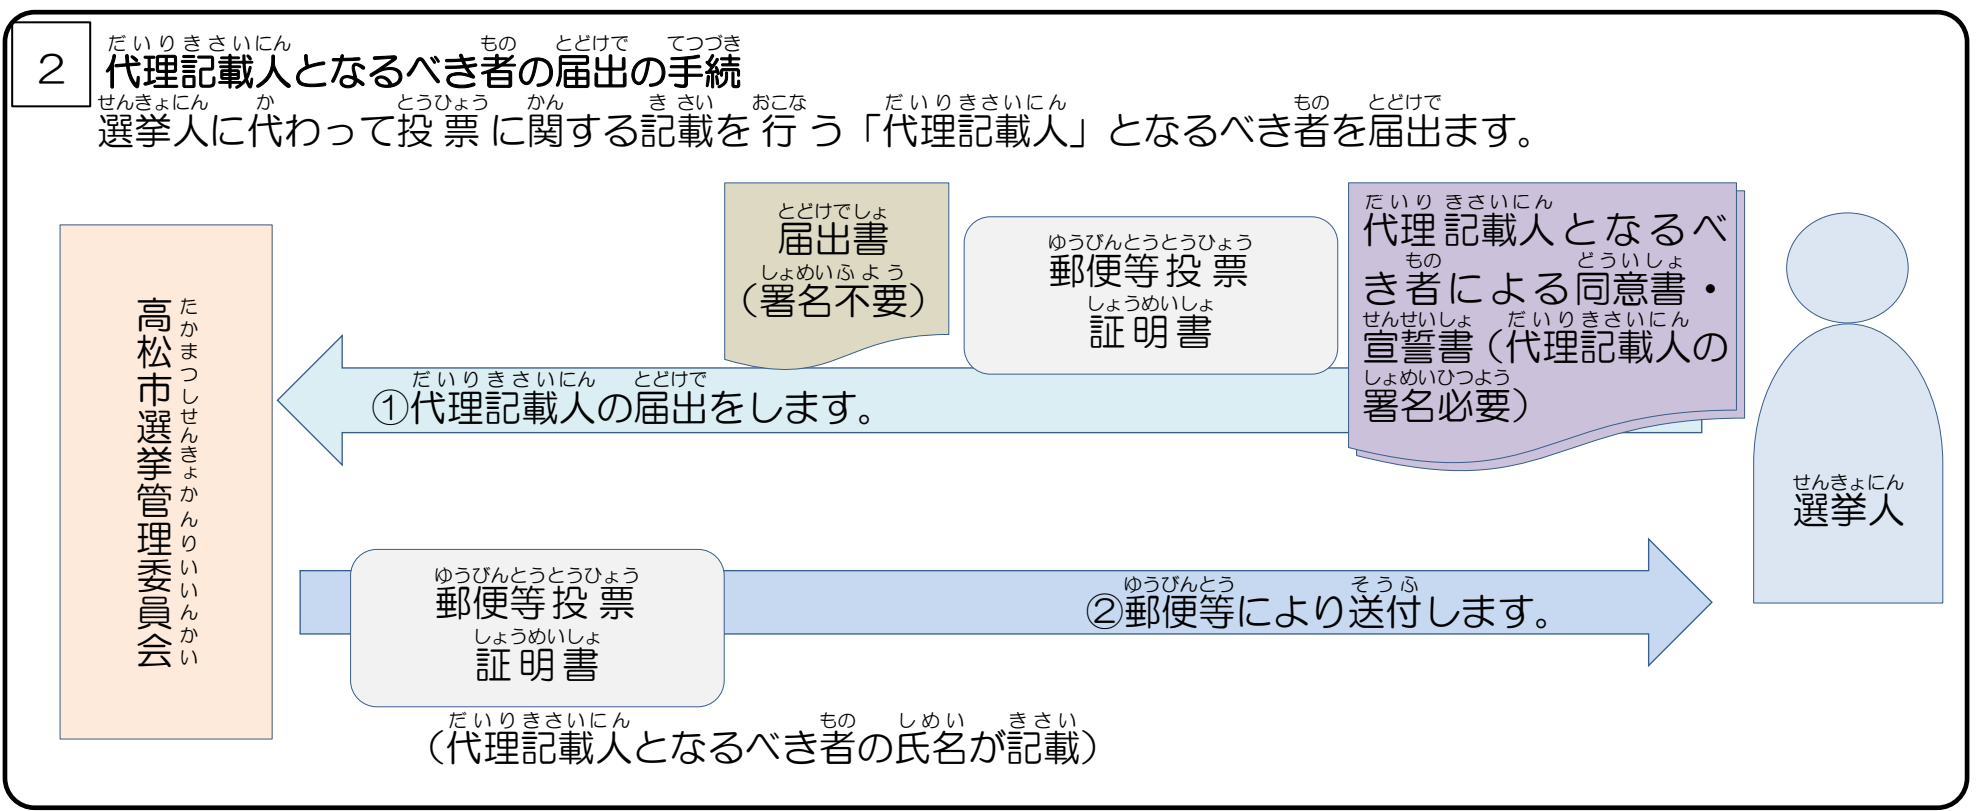 2
だいりきさいにん もの とどけで てつづき
代理記載人となるべき者の届出の手続
せんきょにん か とうひょう かん きさい おこな だいりきさいにん もの とどけで
選挙人に代わって投票に関する記載を行う「代理記載人」となるべき者を届出ます。
とどけでしょ
届出書
しょめいふよう
（署名不要）
ゆうびんとうとうひょう
郵便等投票
しょうめいしょ
証明書
だいりきさいにん
代理記載人となるべ
もの どういしょ
き者による同意書・
せんせいしょ だいりきさいにん
宣誓書（代理記載人の
しょめいひつよう
署名必要）
だいりきさいにん とどけで
①代理記載人の届出をします。
高松市選挙管理委員会
たかまつしせんきょかんりいいんかい
せんきょにん
選挙人
ゆうびんとうとうひょう
郵便等投票
しょうめいしょ
証明書
ゆうびんとう そうふ
②郵便等により送付します。
だいりきさいにん もの しめい きさい
（代理記載人となるべき者の氏名が記載）